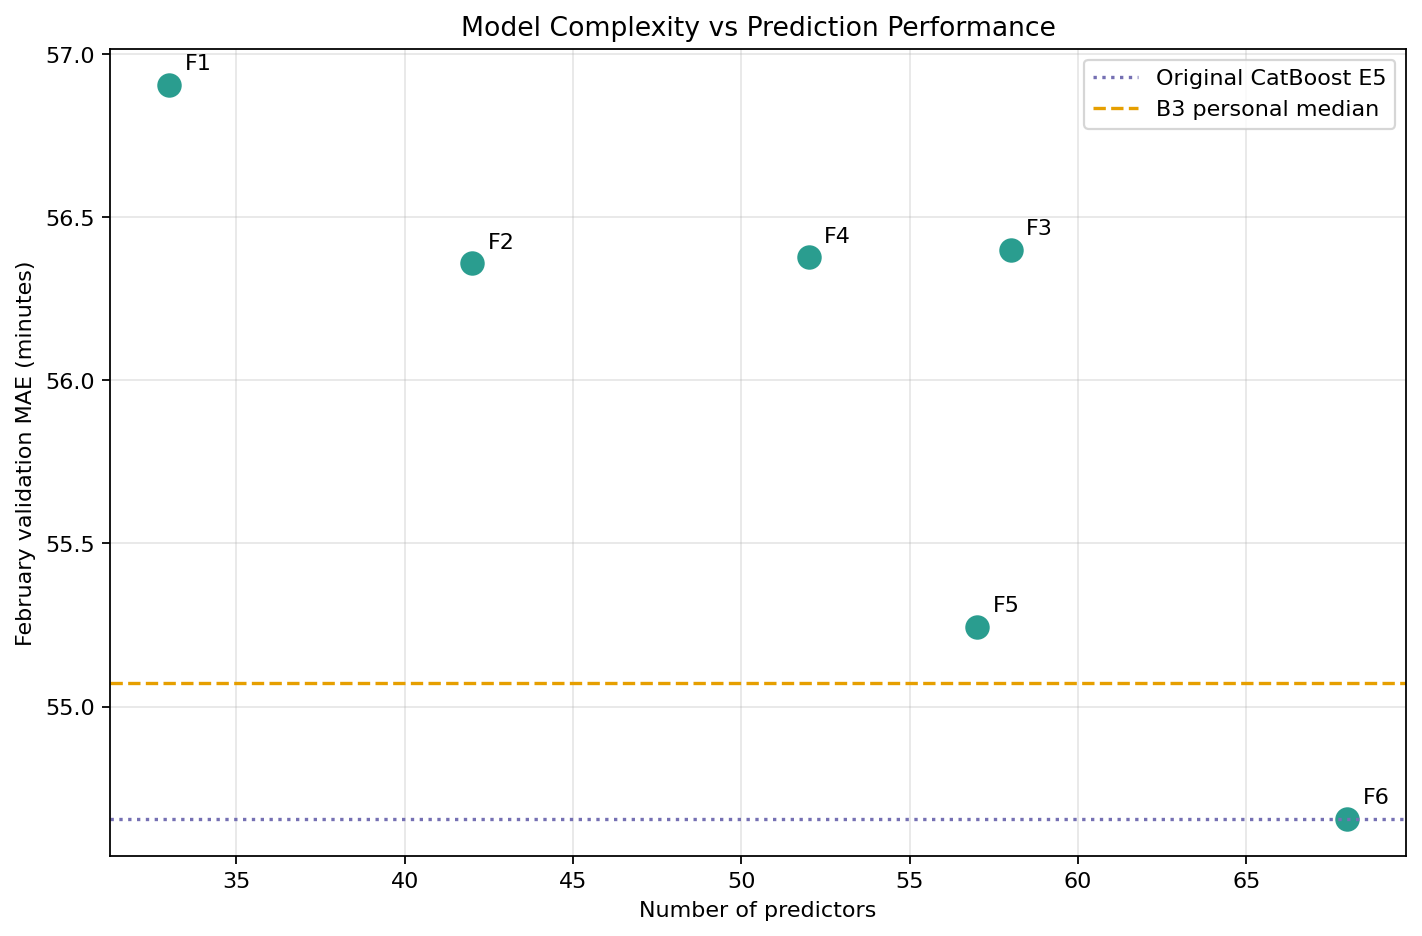 Model Complexity vs Prediction Performance
Original CatBoost E5
B3 personal median
February validation MAE (minutes)
57.0
56.5
56.0
55.5
55.0
F1
F2
F4
F3
F5
F6
35
40
45
50
55
60
65
Number of predictors